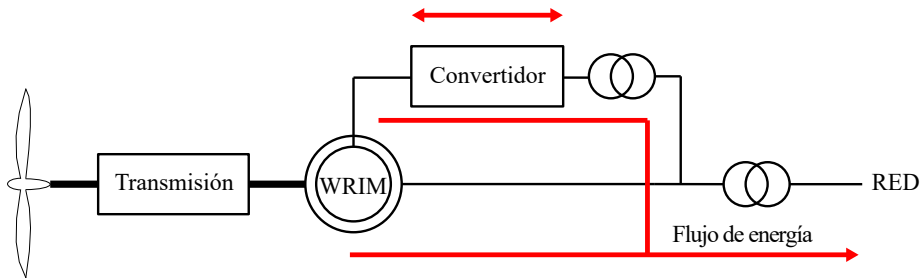 Convertidor
Transmisión
WRIM
RED
Flujo de energía